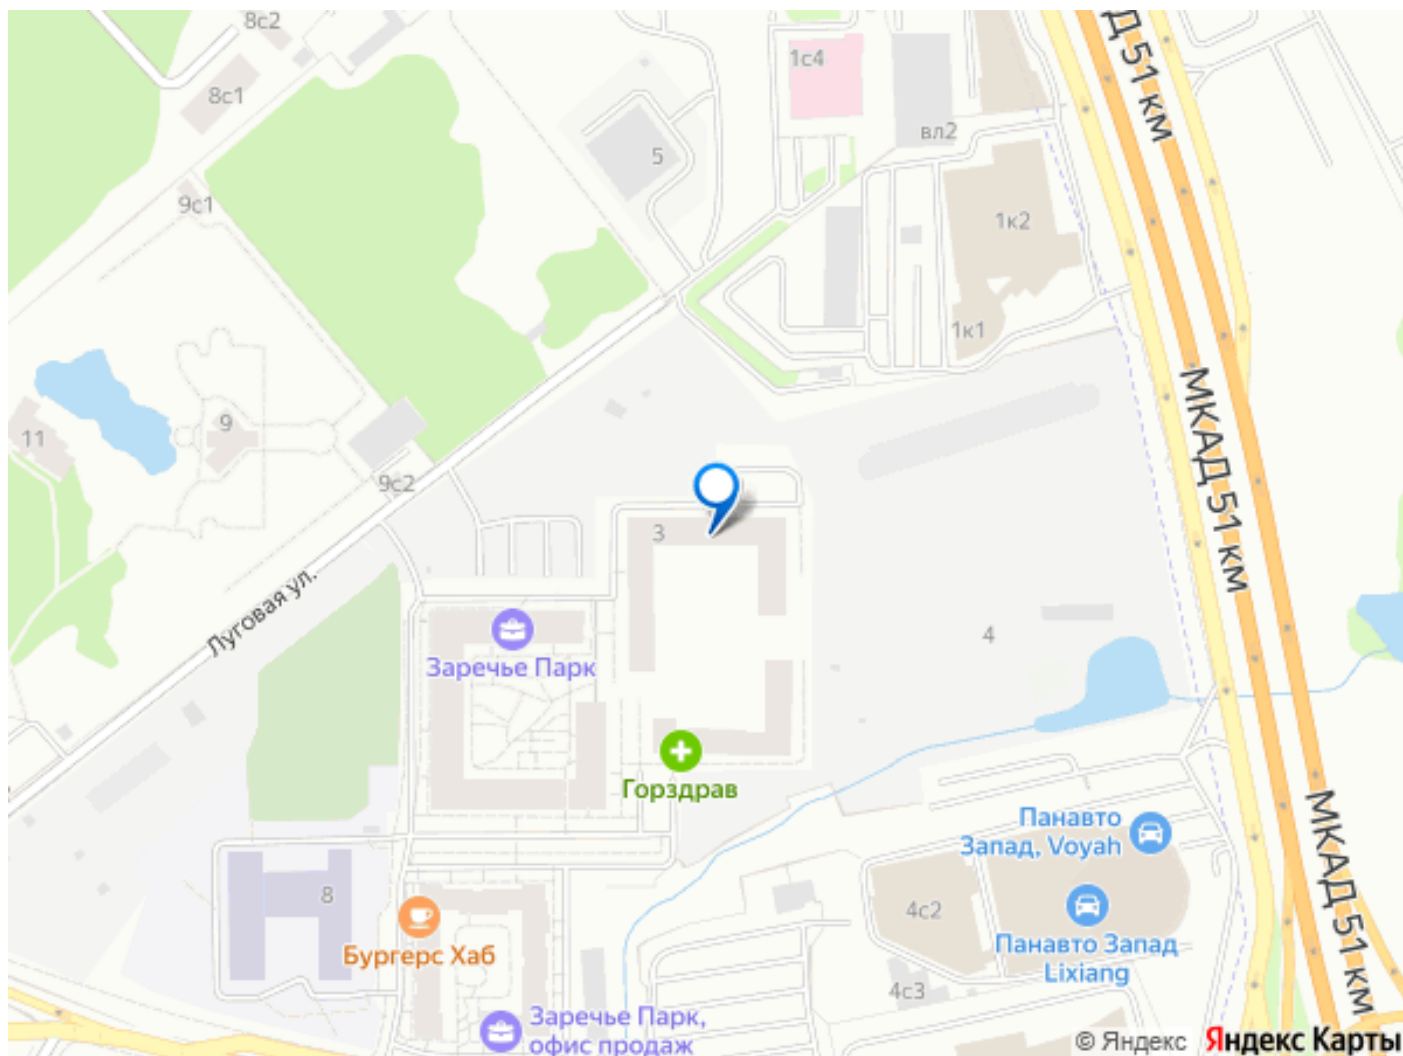 8с2
8с1
1с4
Д 51 км
вл2
5
9с1
1к2
1к1
МКАД 51 км
11
9
9с2
3
Луговая ул.
4
Заречье Парк
Горздрав
Панавто
Запад, Voyah
8
4с2
Бургерс Хаб
Панавто Запад
Lixiang
МКАД 51 км
4с3
Заречье Парк,
офис продаж
© Яндекс Яндекс Карты